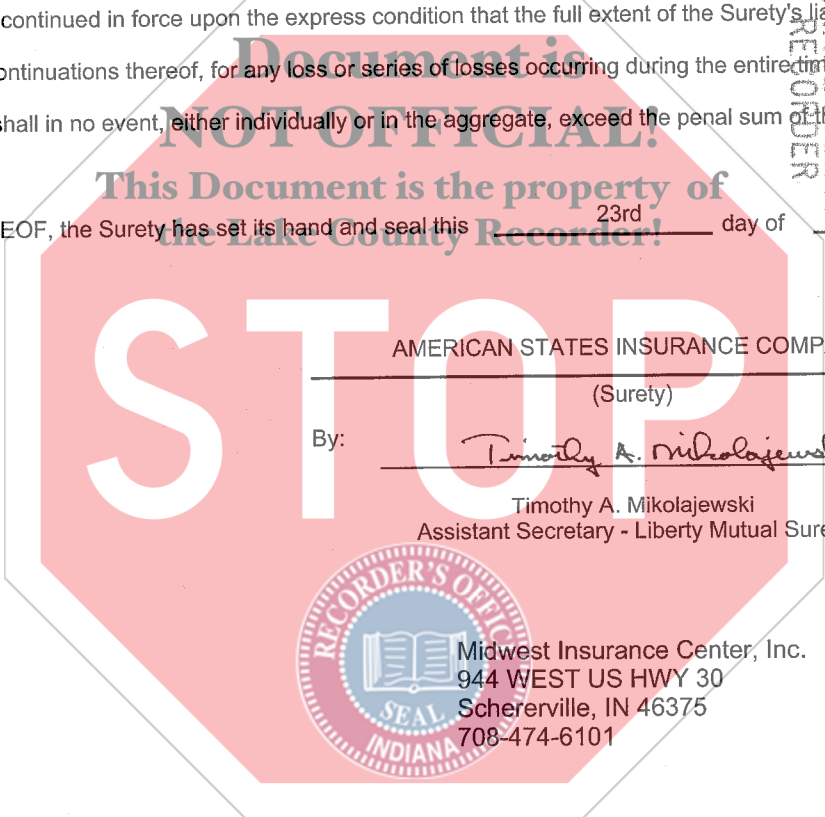 continued in force upon the express condition that the full extent of the Surety's
Document is
ontinuations thereof, for any loss or series of losses occurring during the entire
NOT OFFICIAL!
shall in no event, either individually or in the aggregate, exceed the penal sum of
RECORDER
This Document is the property of
the Lake County Recorder!
EOF, the Surety has set its hand and seal this 23rd day of
STOP
AMERICAN STATES INSURANCE COMP
(Surety)
By: Timothy A. Mikolajews
Timothy A. Mikolajewski
Assistant Secretary - Liberty Mutual Sure
RECORDER'S OFFICE
SEAL
INDIANA
Midwest Insurance Center, Inc.
944 WEST US HWY 30
Schererville, IN 46375
708-474-6101